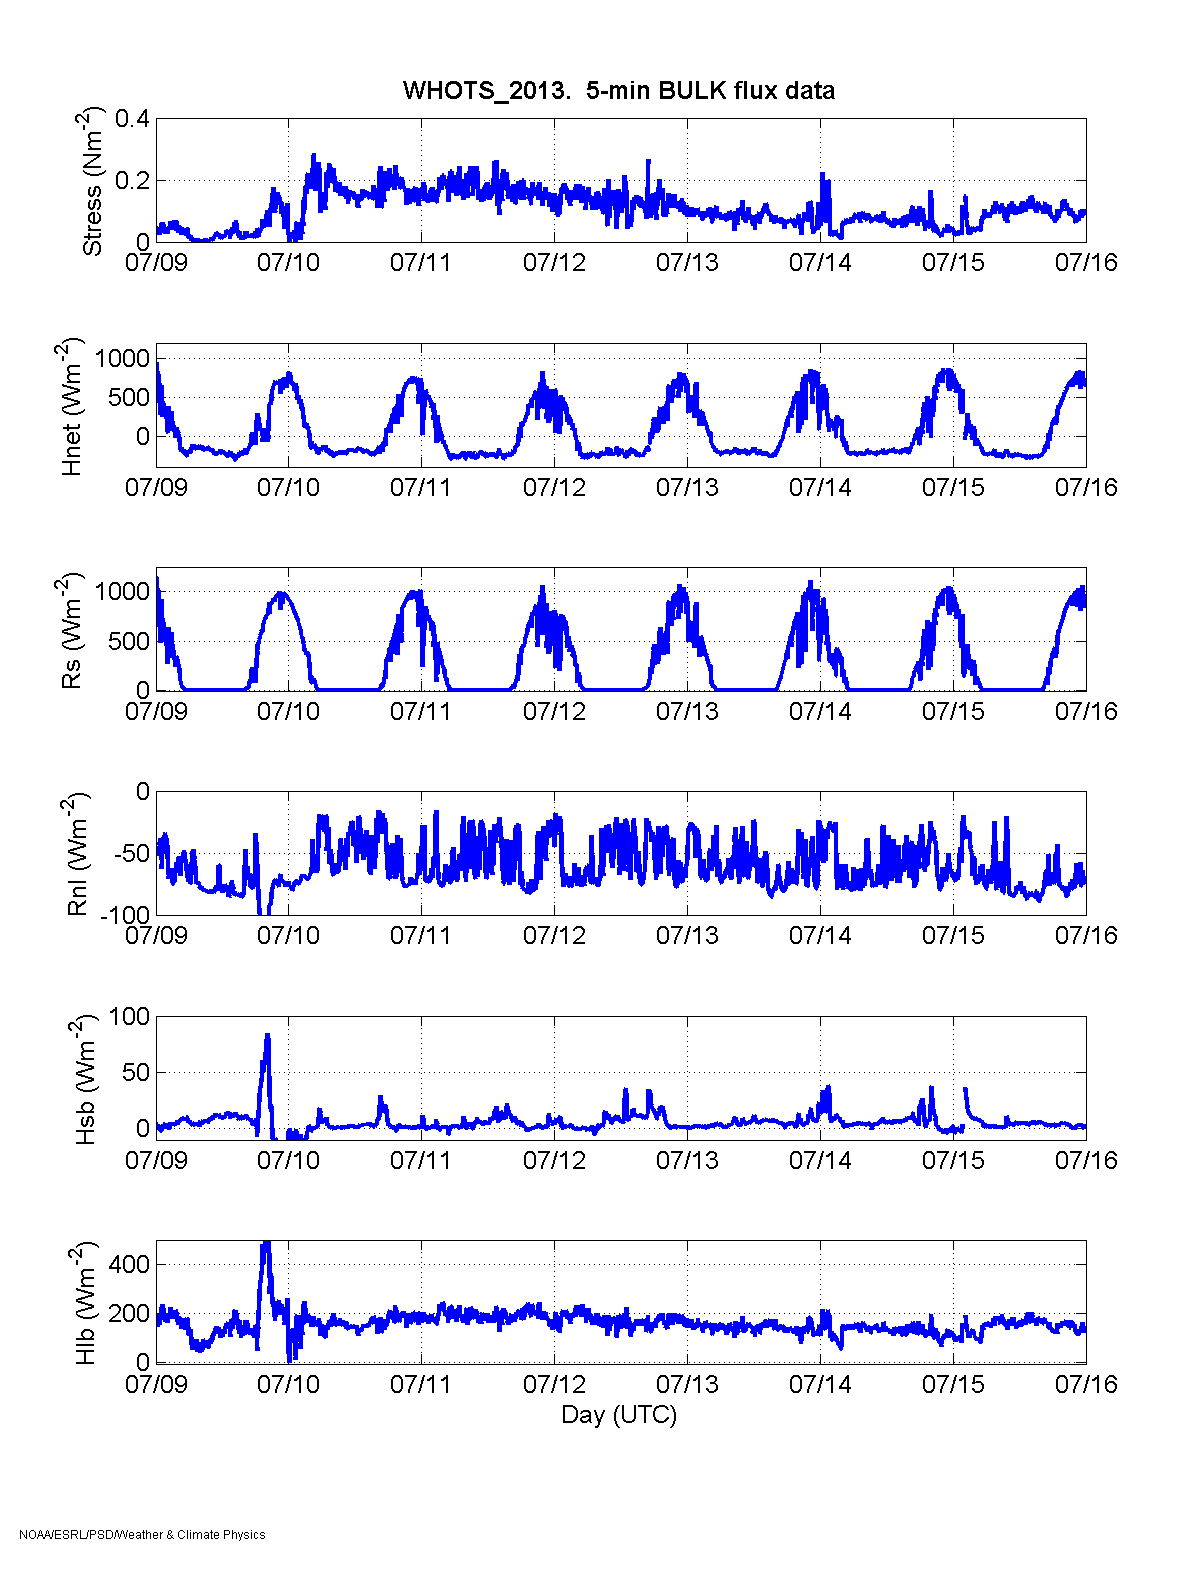 WHOTS_2013.  5-min BULK flux data
Stress (Nm-2)
0.4
0.2
0
07/09 07/10 07/11 07/12 07/13 07/14 07/15 07/16
Hnet (Wm-2)
1000
500
0
07/09 07/10 07/11 07/12 07/13 07/14 07/15 07/16
Rs (Wm-2)
1000
500
0
07/09 07/10 07/11 07/12 07/13 07/14 07/15 07/16
Rnl (Wm-2)
0
-50
-100
07/09 07/10 07/11 07/12 07/13 07/14 07/15 07/16
Hsb (Wm-2)
100
50
0
07/09 07/10 07/11 07/12 07/13 07/14 07/15 07/16
Hlb (Wm-2)
400
200
0
07/09 07/10 07/11 07/12 07/13 07/14 07/15 07/16
Day (UTC)
NOAA/ESRL/PSD/Weather & Climate Physics